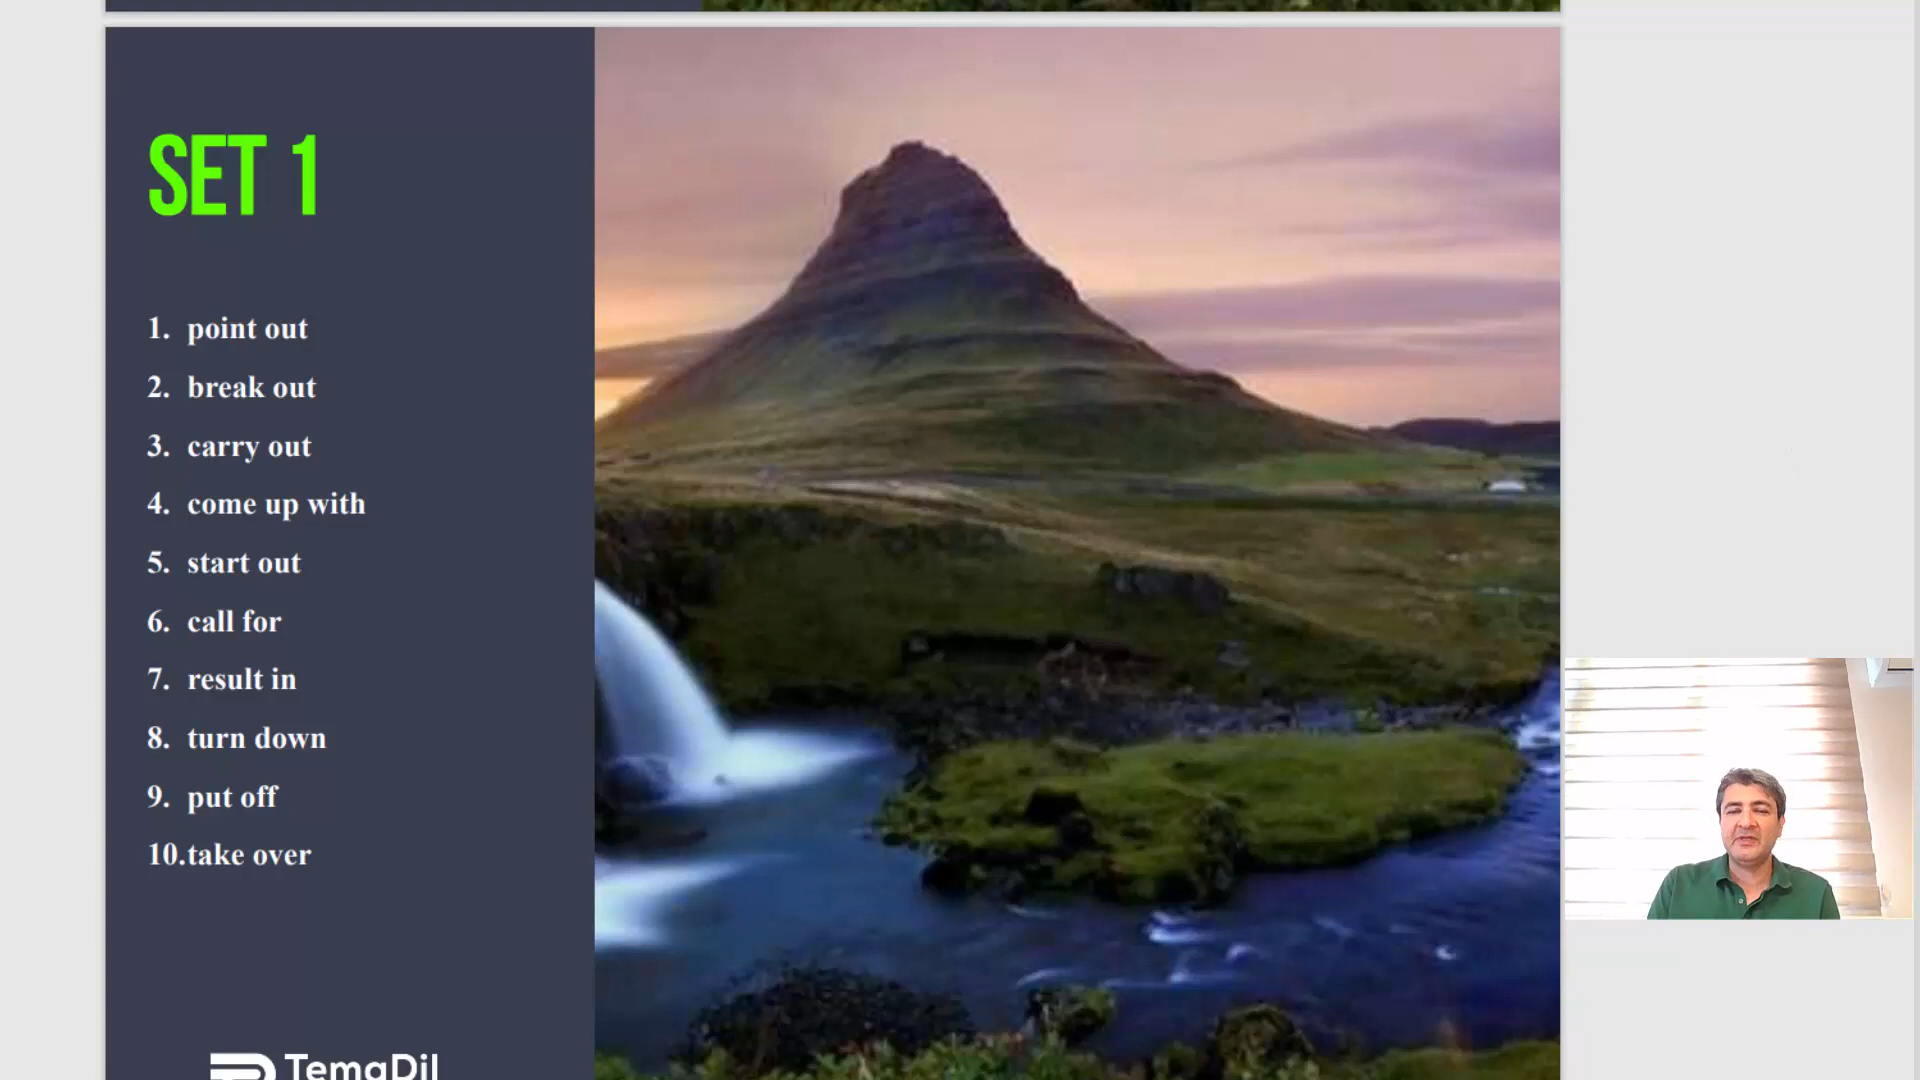 SET 1
1. point out
2. break out
3. carry out
4. come up with
5. start out
6. call for
7. result in
8. turn down
9. put off
10.take over
TemaDil